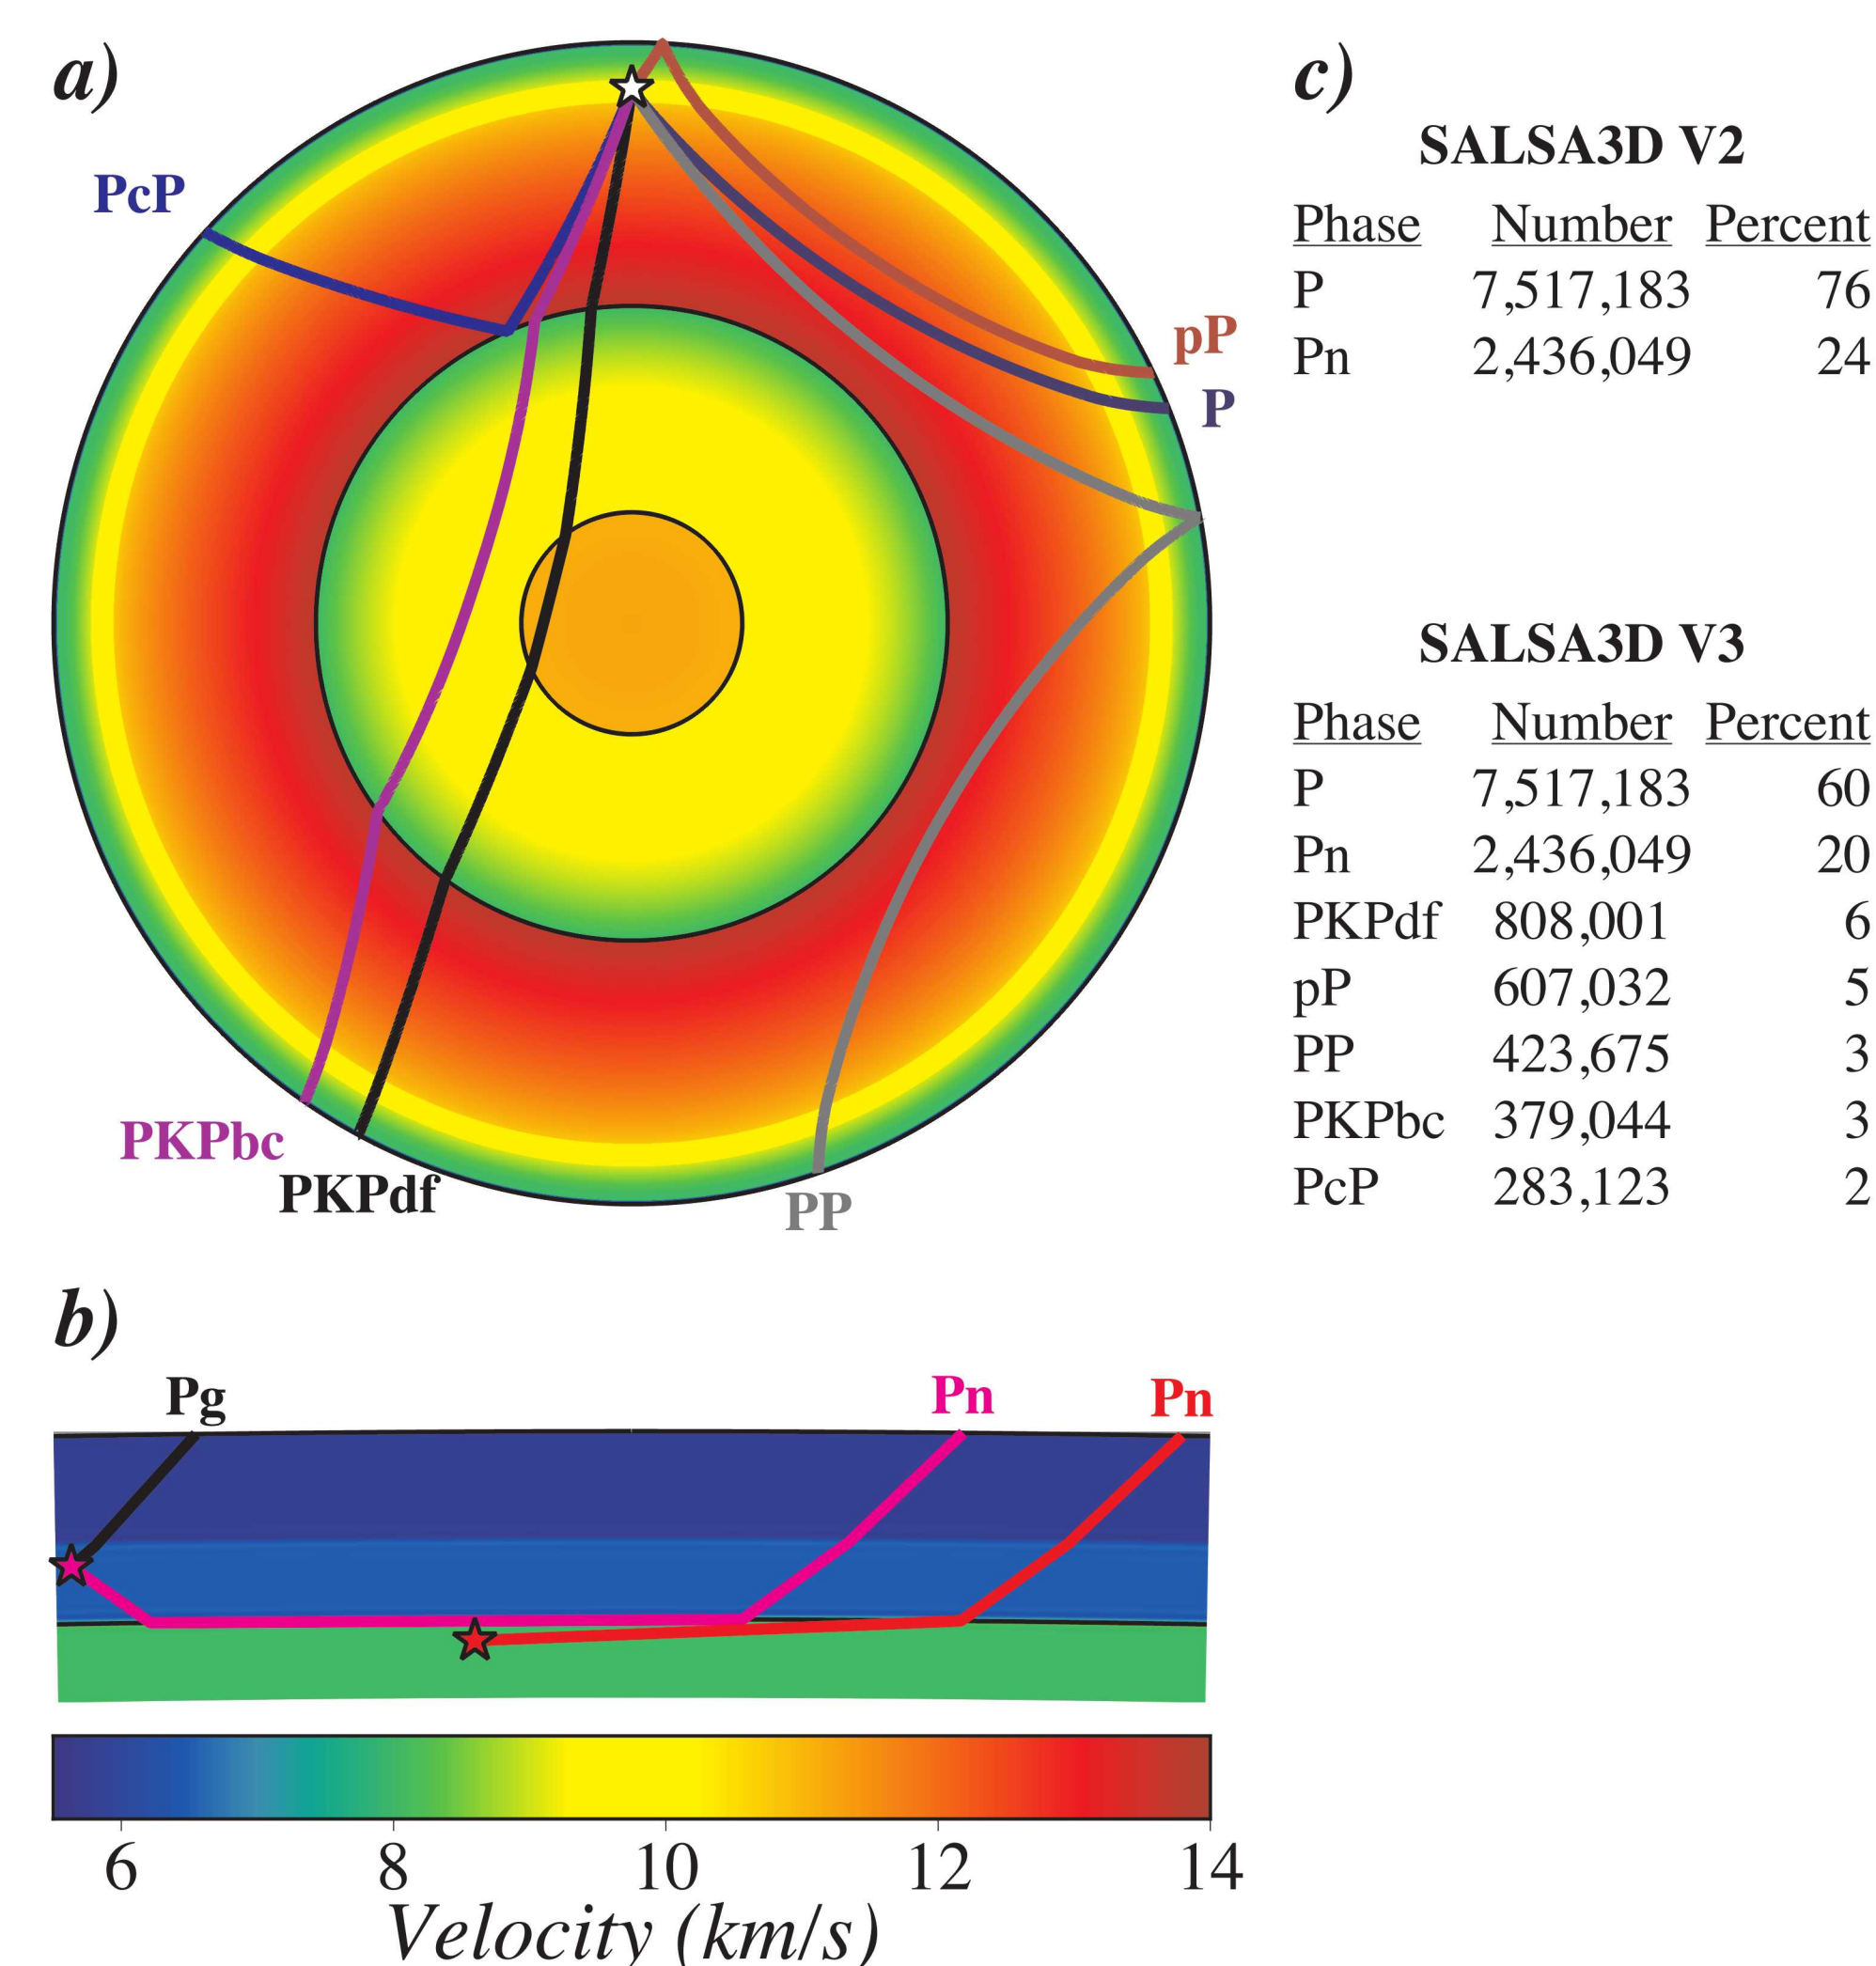 a)
PcP
pP
P
PKPbc
PKPdf
PP
b)
Pg
Pn
Pn
6 8 10 12 14
Velocity (km/s)
c)
SALSA3D V2
Phase Number Percent
P 7,517,183 76
Pn 2,436,049 24
SALSA3D V3
Phase Number Percent
P 7,517,183 60
Pn 2,436,049 20
PKPdf 808,001 6
pP 607,032 5
PP 423,675 3
PKPbc 379,044 3
PcP 283,123 2